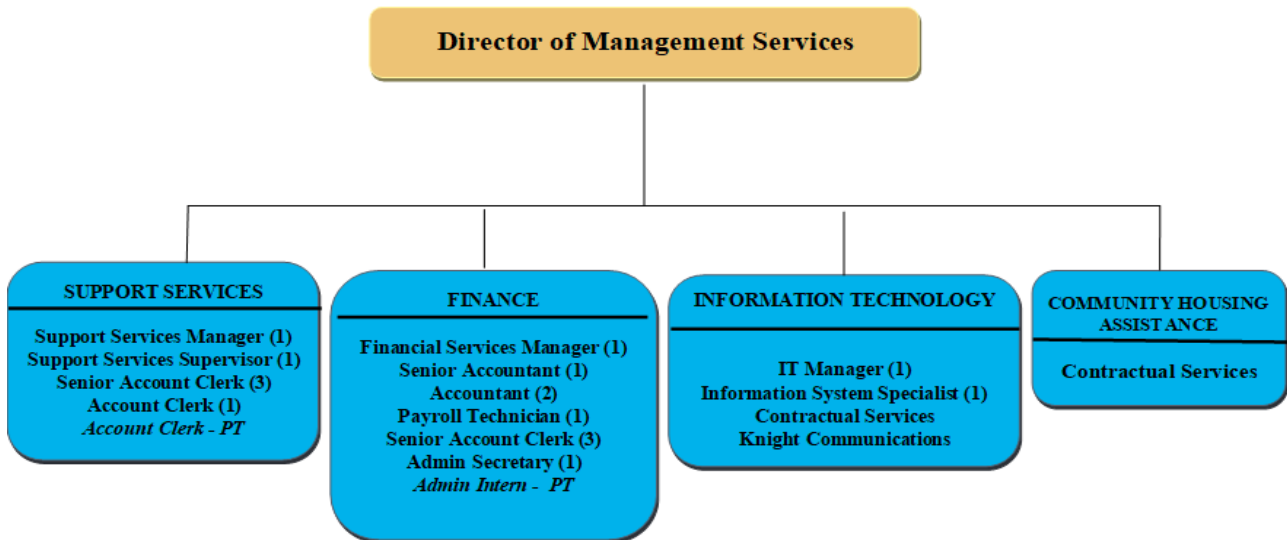 Director of Management Services
SUPPORT SERVICES
Support Services Manager (1)
Support Services Supervisor (1)
Senior Account Clerk (3)
Account Clerk (1)
Account Clerk - PT
FINANCE
Financial Services Manager (1)
Senior Accountant (1)
Accountant (2)
Payroll Technician (1)
Senior Account Clerk (3)
Admin Secretary (1)
Admin Intern - PT
INFORMATION TECHNOLOGY
IT Manager (1)
Information System Specialist (1)
Contractual Services
Knight Communications
COMMUNITY HOUSING
ASSISTANCE
Contractual Services